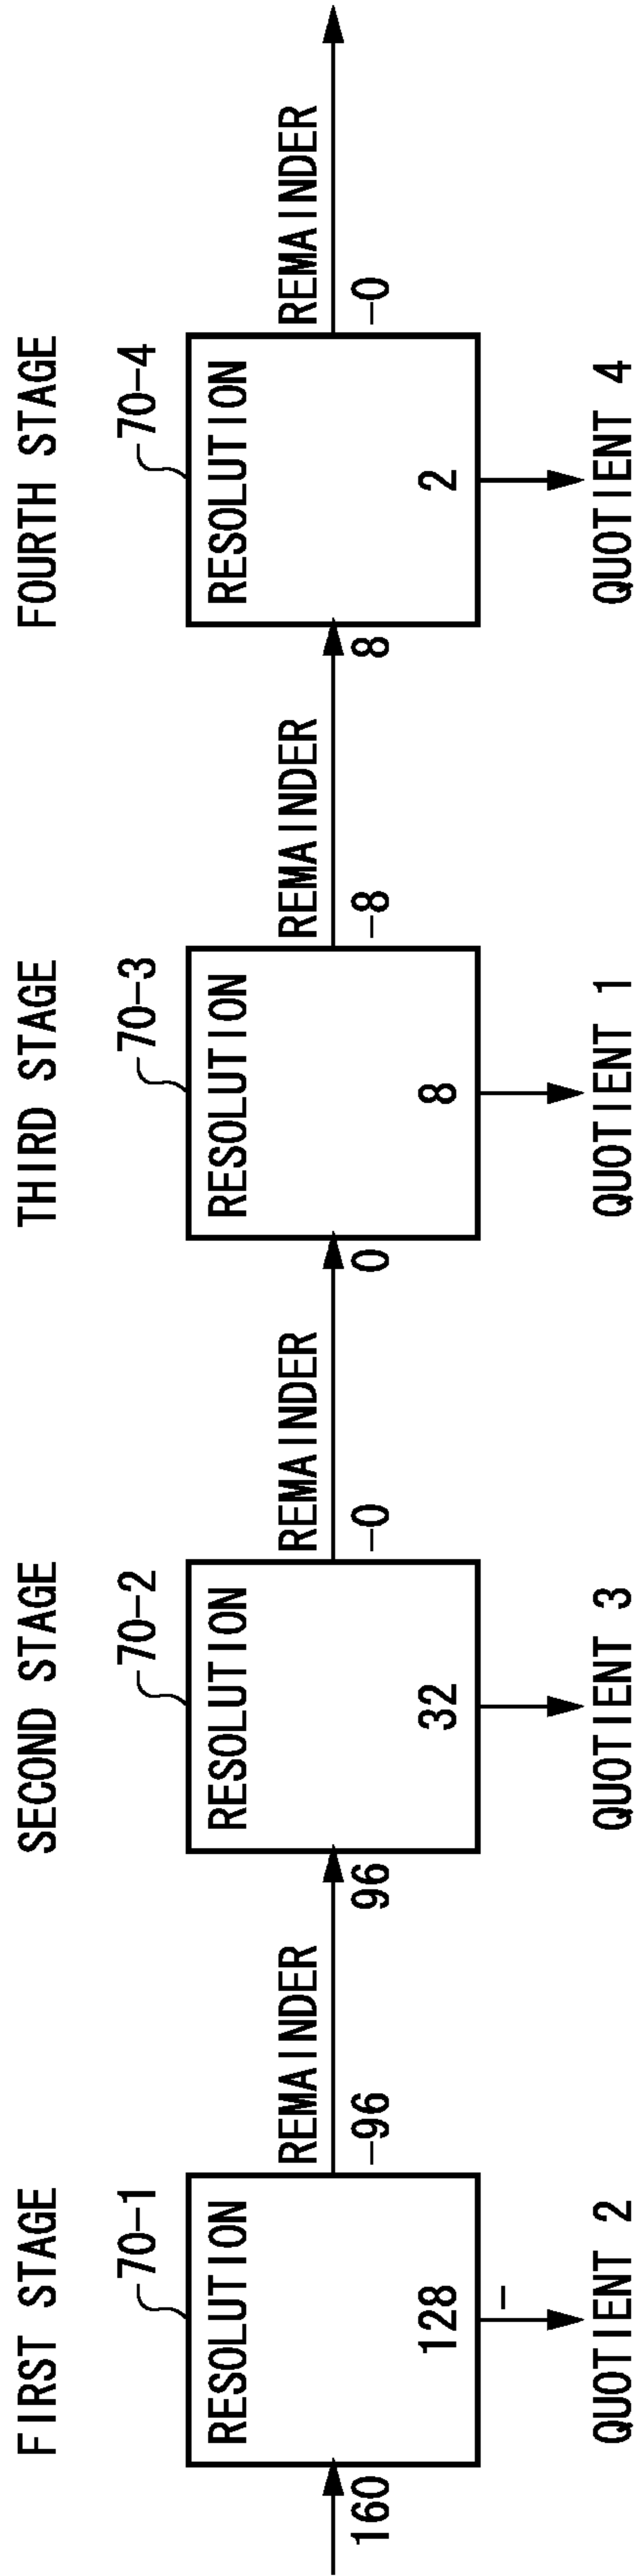 FIRST STAGE
70-1
RESOLUTION
128
160
REMAINDER
-96
–
QUOTIENT 2
SECOND STAGE
70-2
RESOLUTION
32
96
REMAINDER
-0
QUOTIENT 3
THIRD STAGE
70-3
RESOLUTION
8
0
REMAINDER
-8
QUOTIENT 1
FOURTH STAGE
70-4
RESOLUTION
2
8
REMAINDER
-0
QUOTIENT 4